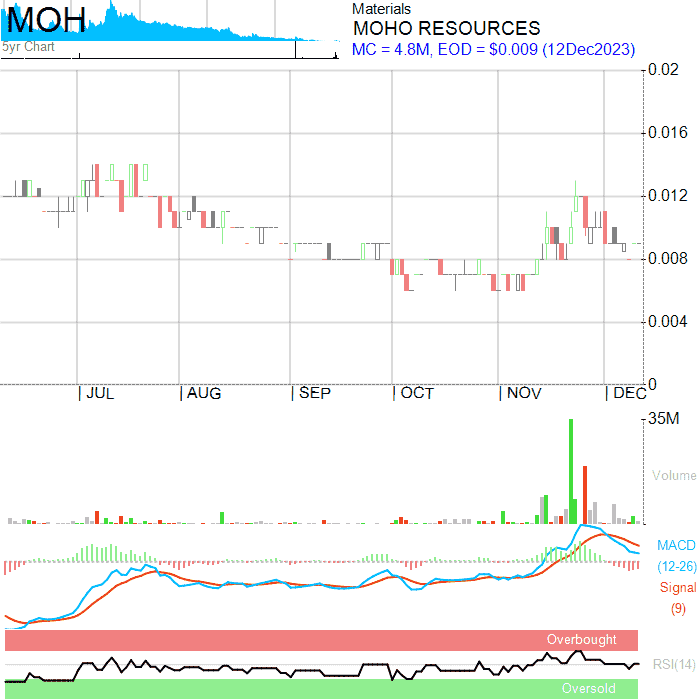 MOH
5yr Chart
Materials
MOHO RESOURCES
MC = 4.8M, EOD = $0.009 (12Dec2023)
0.02
0.016
0.012
0.008
0.004
0
JUL AUG SEP OCT NOV DEC
35M
Volume
MACD
(12-26)
Signal
(9)
Overbought
RSI(14)
Oversold